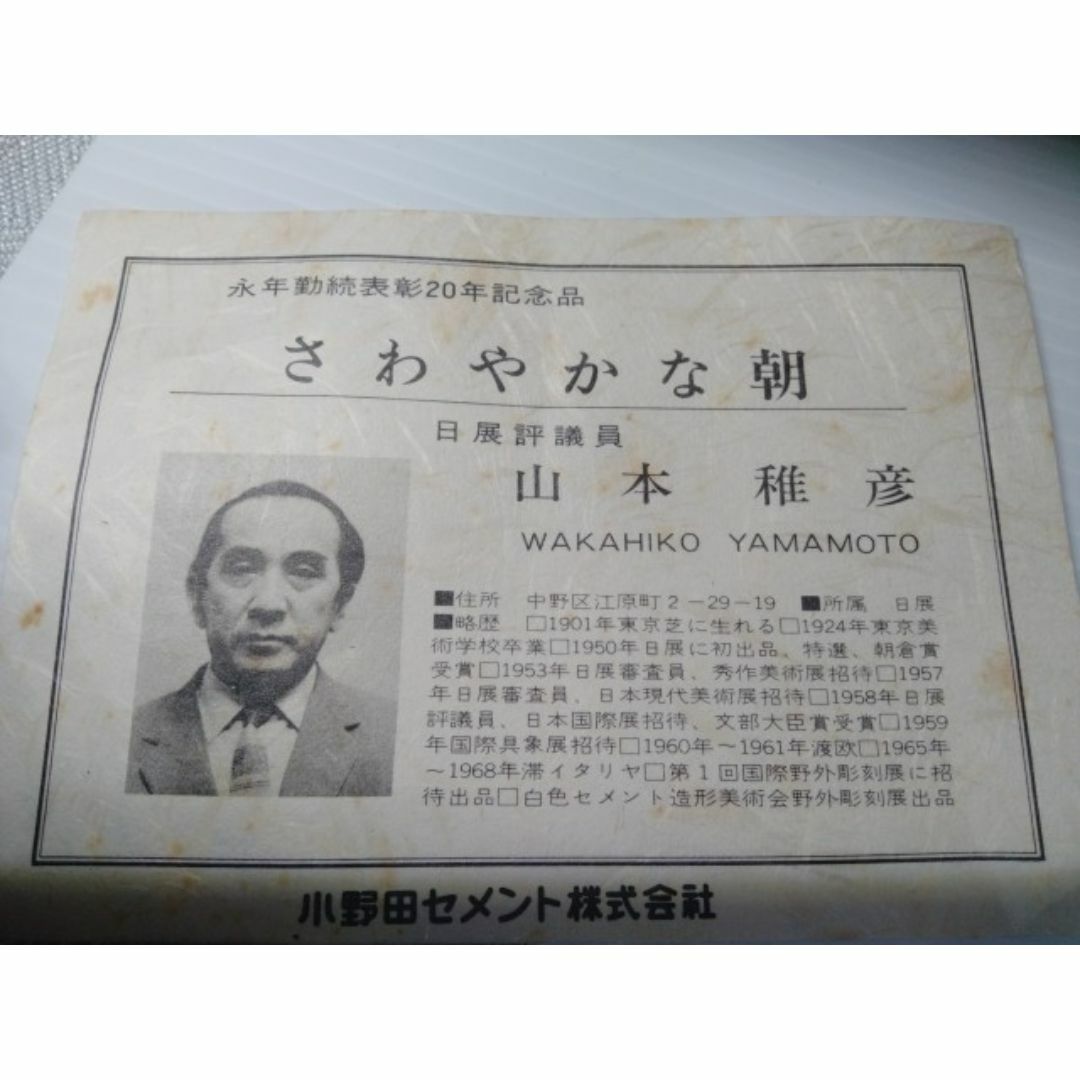 永年勤続表彰20年記念品
さわやかな朝
日展評議員
山本 稚彦
WAKAHIKO YAMAMOTO
■住所 中野区江原町2-29-19 ■所属 日展
■略歴 □1901年東京芝に生れる□1924年東京美
術学校卒業□1950年日展に初出品、特選、朝倉賞
受賞□1953年日展審査員、秀作美術展招待□1957
年日展審査員、日本現代美術展招待□1958年日展
評議員、日本国際展招待、文部大臣賞受賞□1959
年国際具象展招待□1960年～1961年渡欧□1965年
～1968年滞イタリヤ□第1回国際野外彫刻展に招
待出品□白色セメント造形美術会野外彫刻展出品
小野田セメント株式会社